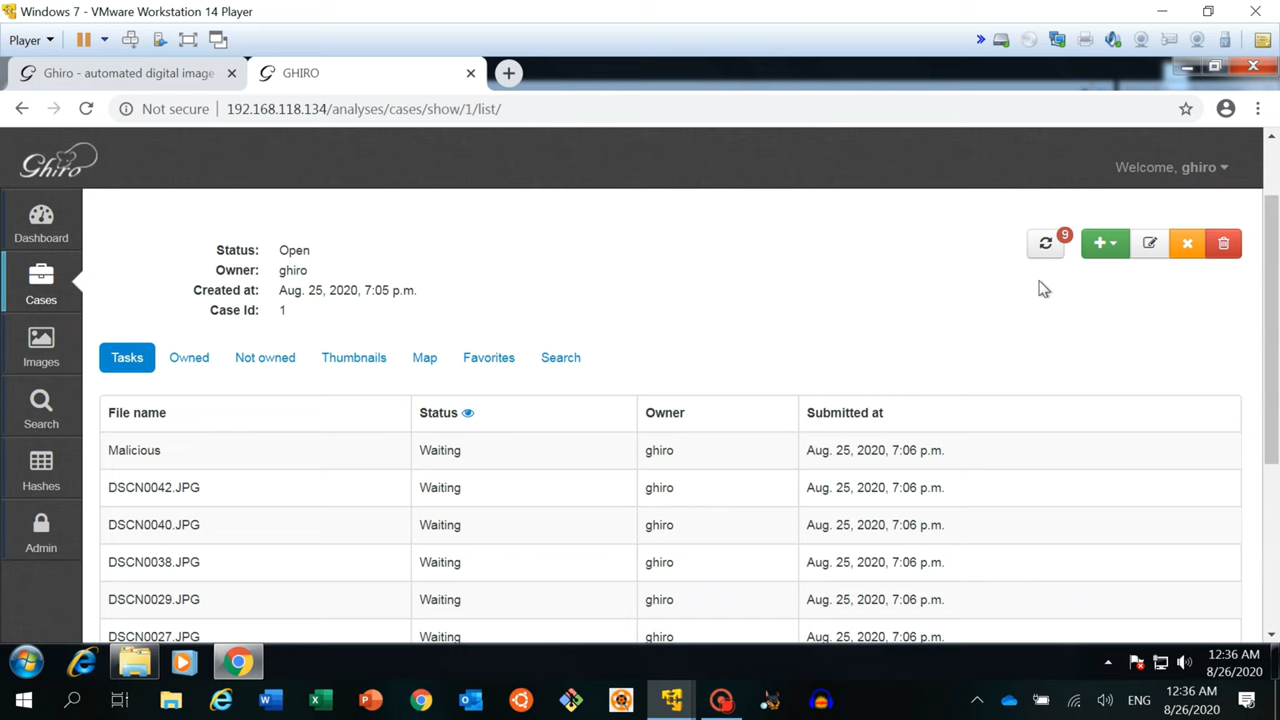 Windows 7 - VMware Workstation 14 Player
Player
Ghiro - automated digital image
GHIRO
Not secure
192.168.118.134/analyses/cases/show/1/list/
Ghiro
Welcome, ghiro
Dashboard
Cases
Images
Search
Hashes
Admin
9
Status: Open
Owner: ghiro
Created at: Aug. 25, 2020, 7:05 p.m.
Case Id: 1
Tasks Owned Not owned Thumbnails Map Favorites Search
File name Status Owner Submitted at
Malicious Waiting ghiro Aug. 25, 2020, 7:06 p.m.
DSCN0042.JPG Waiting ghiro Aug. 25, 2020, 7:06 p.m.
DSCN0040.JPG Waiting ghiro Aug. 25, 2020, 7:06 p.m.
DSCN0038.JPG Waiting ghiro Aug. 25, 2020, 7:06 p.m.
DSCN0029.JPG Waiting ghiro Aug. 25, 2020, 7:06 p.m.
DSCN0027.JPG Waiting ghiro Aug. 25, 2020, 7:06 p.m.
12:36 AM
8/26/2020
ENG
12:36 AM
8/26/2020